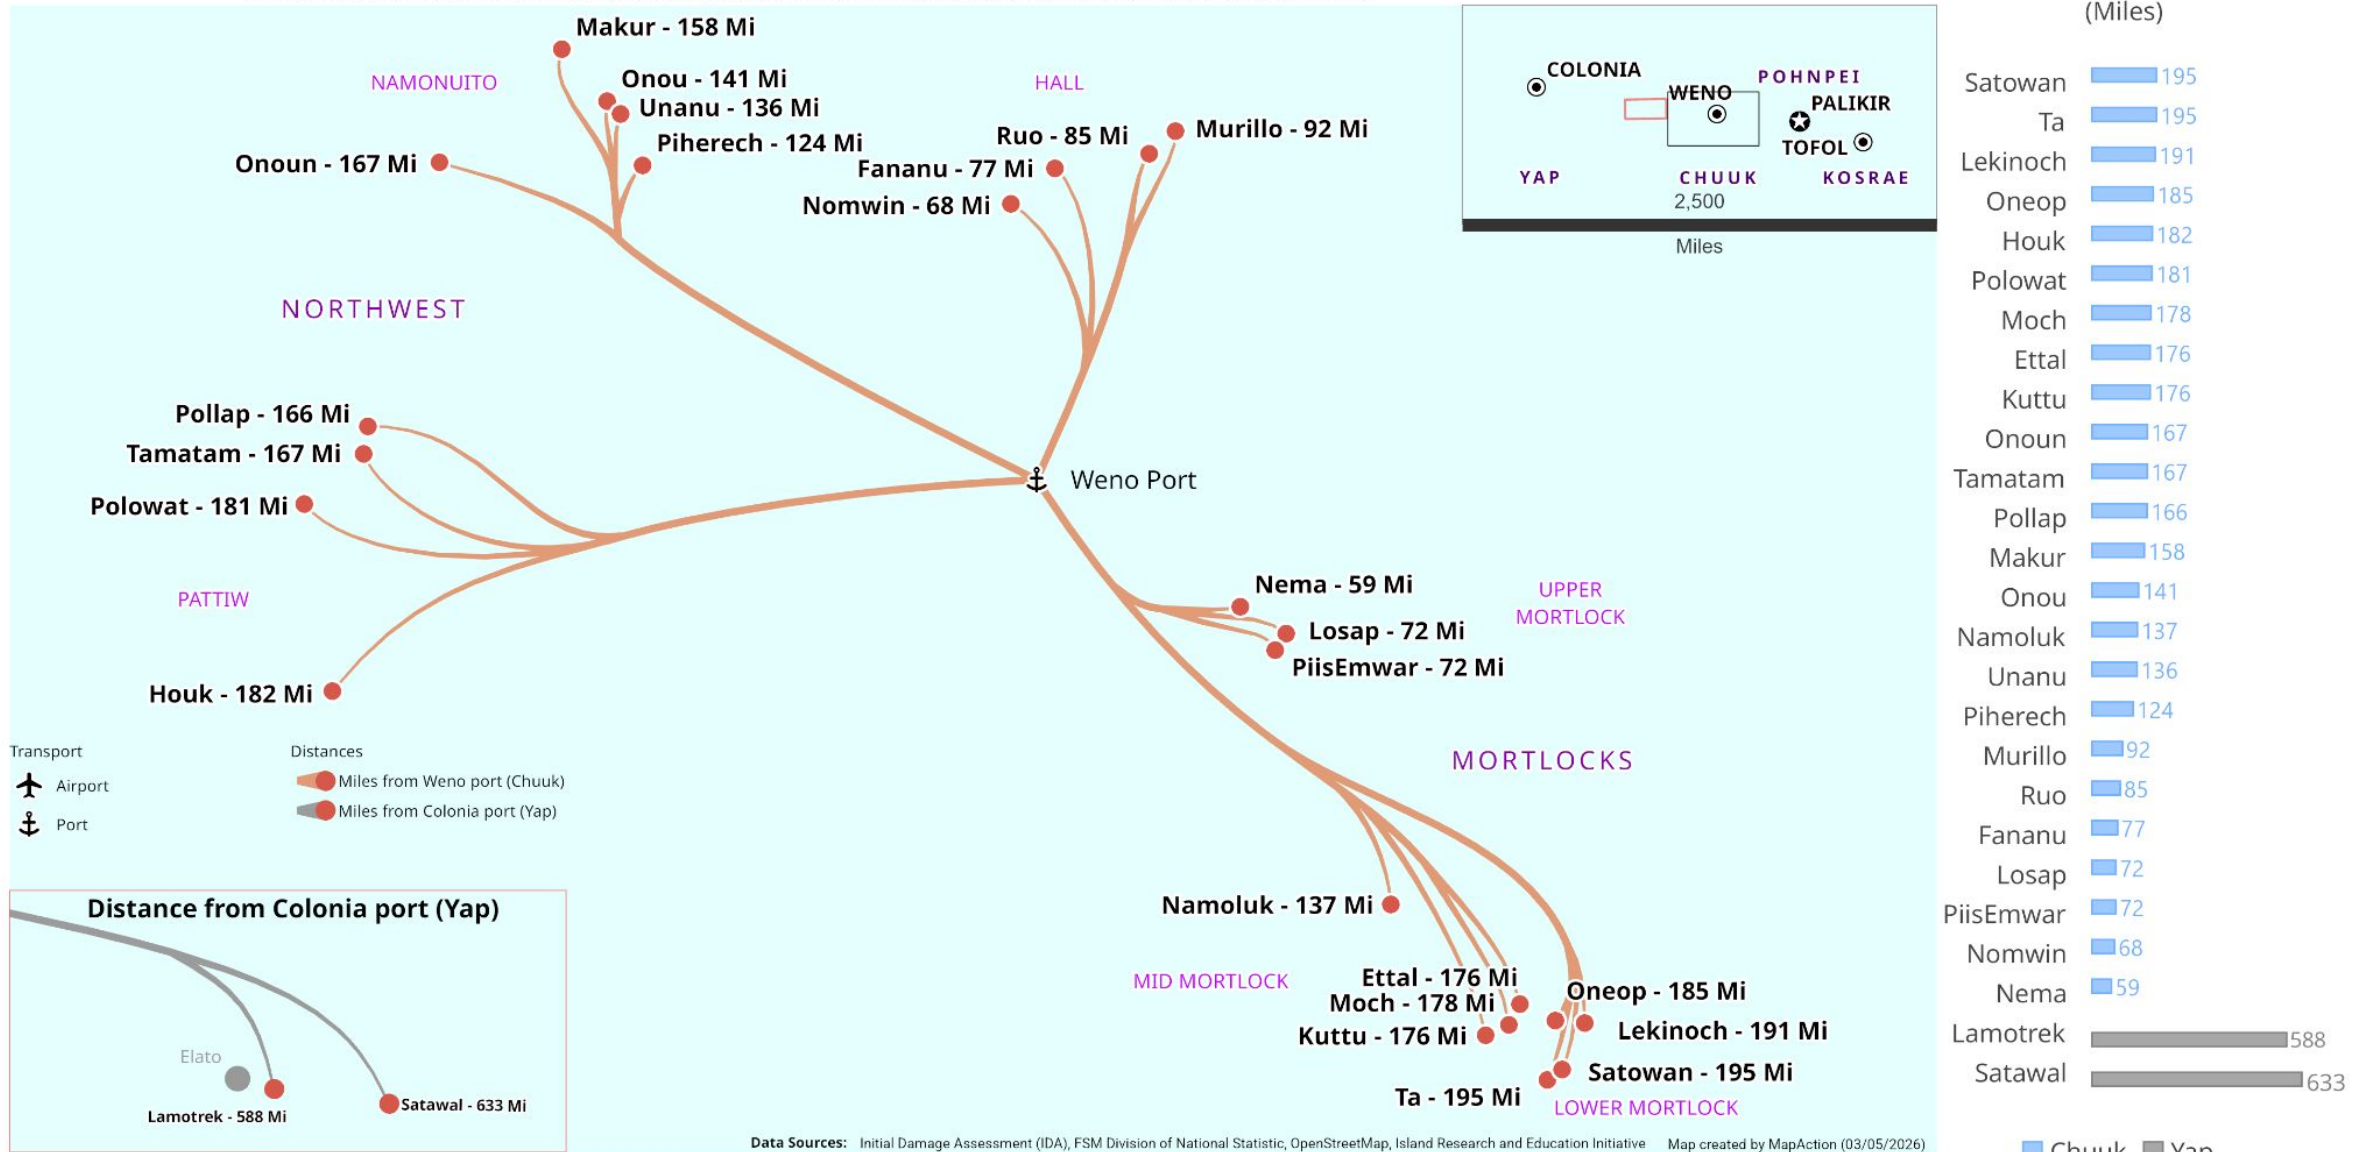 Makur - 158 Mi
NAMONUITO
Onou - 141 Mi
Unanu - 136 Mi
Piherech - 124 Mi
Onoun - 167 Mi
HALL
Ruo - 85 Mi
Murillo - 92 Mi
Fananu - 77 Mi
Nomwin - 68 Mi
COLONIA
POHNPEI
WENO
PALIKIR
TOFOL
YAP
CHUUK
KOSRAE
2,500
Miles
NORTHWEST
Pollap - 166 Mi
Tamatam - 167 Mi
Polowat - 181 Mi
Weno Port
PATTIW
Houk - 182 Mi
Nema - 59 Mi
UPPER
MORTLOCK
Losap - 72 Mi
PiisEmwar - 72 Mi
MORTLOCKS
Transport
Airport
Port
Distances
Miles from Weno port (Chuuk)
Miles from Colonia port (Yap)
Namoluk - 137 Mi
MID MORTLOCK
Ettal - 176 Mi
Moch - 178 Mi
Kuttu - 176 Mi
Oneop - 185 Mi
Lekinoch - 191 Mi
Satowan - 195 Mi
Ta - 195 Mi
LOWER MORTLOCK
Distance from Colonia port (Yap)
Elato
Lamotrek - 588 Mi
Satawal - 633 Mi
Data Sources: Initial Damage Assessment (IDA), FSM Division of National Statistic, OpenStreetMap, Island Research and Education Initiative
Map created by MapAction (03/05/2026)
(Miles)
Satowan 195
Ta 195
Lekinoch 191
Oneop 185
Houk 182
Polowat 181
Moch 178
Ettal 176
Kuttu 176
Onoun 167
Tamatam 167
Pollap 166
Makur 158
Onou 141
Namoluk 137
Unanu 136
Piherech 124
Murillo 92
Ruo 85
Fananu 77
Losap 72
PiisEmwar 72
Nomwin 68
Nema 59
Lamotrek 588
Satawal 633
Chuuk Yap